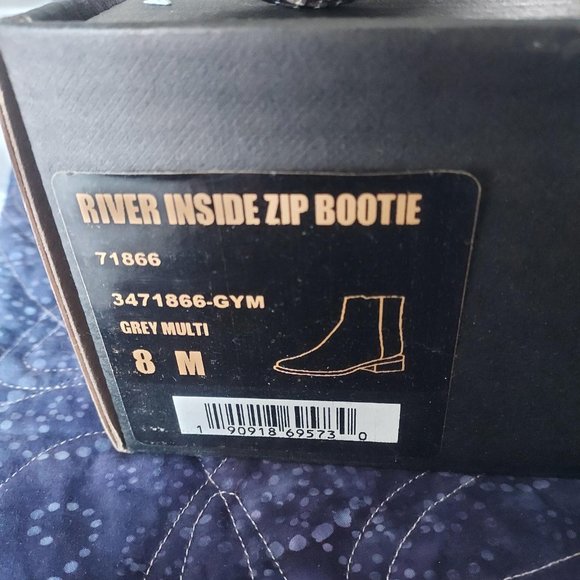 RIVER INSIDE ZIP BOOTIE
71866
3471866-GYM
GREY MULTI
8 M
1 90918 69573 0